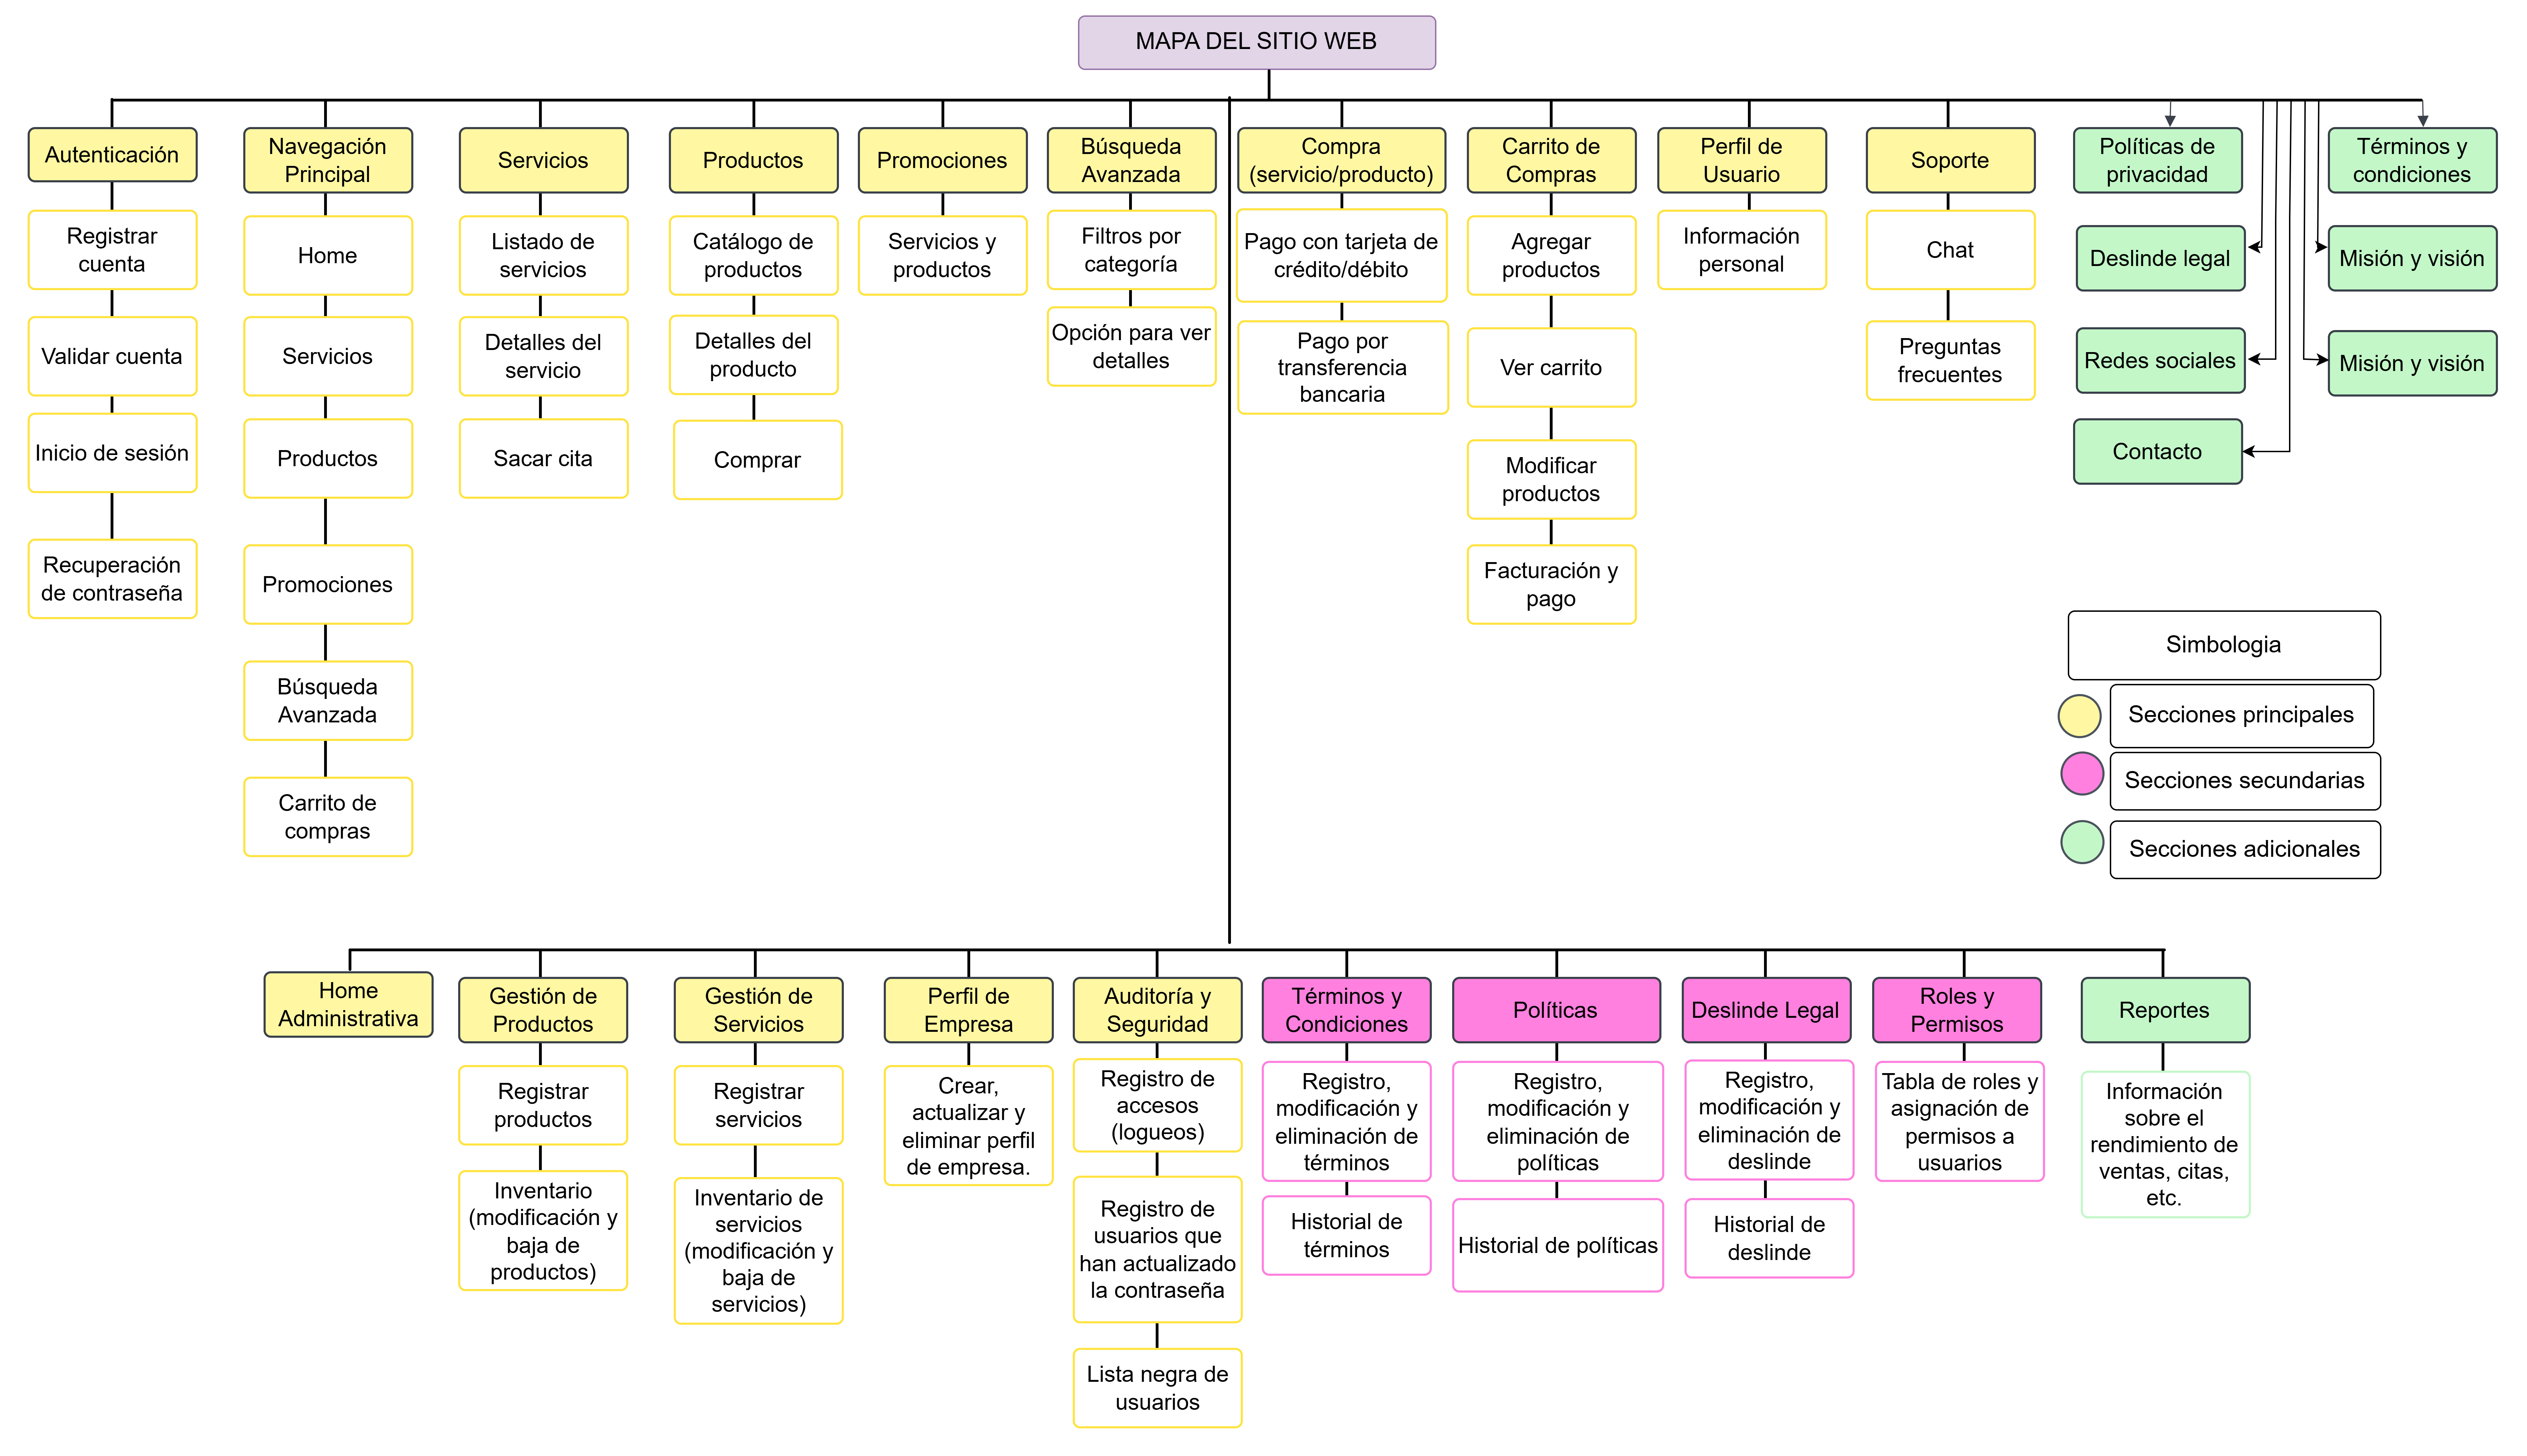 MAPA DEL SITIO WEB
Autenticación
Registrar
cuenta
Validar cuenta
Inicio de sesión
Recuperación
de contraseña
Navegación
Principal
Home
Servicios
Productos
Promociones
Búsqueda
Avanzada
Carrito de
compras
Servicios
Listado de
servicios
Detalles del
servicio
Sacar cita
Productos
Catálogo de
productos
Detalles del
producto
Comprar
Promociones
Servicios y
productos
Búsqueda
Avanzada
Filtros por
categoría
Opción para ver
detalles
Compra
(servicio/producto)
Pago con tarjeta de
crédito/débito
Pago por
transferencia
bancaria
Carrito de
Compras
Agregar
productos
Ver carrito
Modificar
productos
Facturación y
pago
Perfil de
Usuario
Información
personal
Soporte
Chat
Preguntas
frecuentes
Políticas de
privacidad
Deslinde legal
Redes sociales
Contacto
Términos y
condiciones
Misión y visión
Misión y visión
Simbologia
Secciones principales
Secciones secundarias
Secciones adicionales
Home
Administrativa
Gestión de
Productos
Registrar
productos
Inventario
(modificación y
baja de
productos)
Gestión de
Servicios
Registrar
servicios
Inventario de
servicios
(modificación y
baja de
servicios)
Perfil de
Empresa
Crear,
actualizar y
eliminar perfil
de empresa.
Auditoría y
Seguridad
Registro de
accesos
(logueos)
Registro de
usuarios que
han actualizado
la contraseña
Lista negra de
usuarios
Términos y
Condiciones
Registro,
modificación y
eliminación de
términos
Historial de
términos
Políticas
Registro,
modificación y
eliminación de
políticas
Historial de políticas
Deslinde Legal
Registro,
modificación y
eliminación de
deslinde
Historial de
deslinde
Roles y
Permisos
Tabla de roles y
asignación de
permisos a
usuarios
Reportes
Información
sobre el
rendimiento de
ventas, citas,
etc.